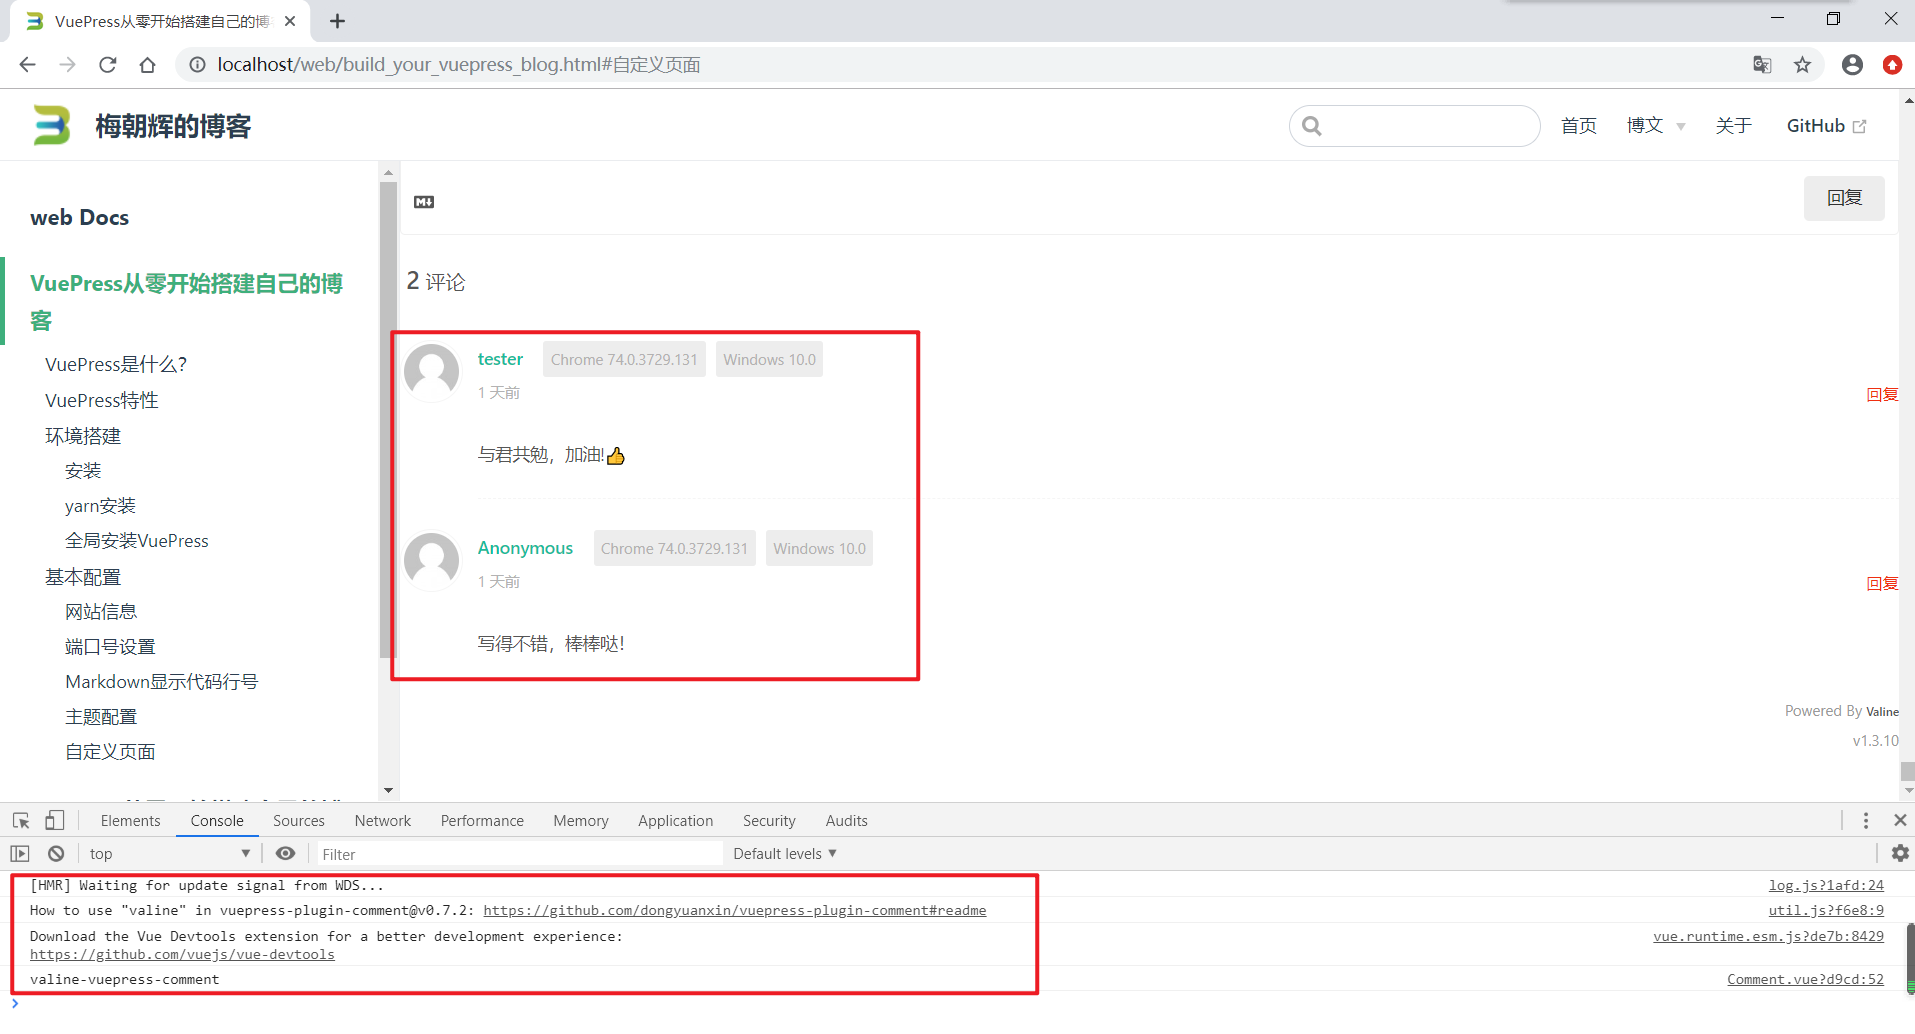 VuePress从零开始搭建自己的博
localhost/web/build_your_vuepress_blog.html#自定义页面
梅朝辉的博客
首页 博文 关于 GitHub
web Docs
VuePress从零开始搭建自己的博
客
VuePress是什么?
VuePress特性
环境搭建
安装
yarn安装
全局安装VuePress
基本配置
网站信息
端口号设置
Markdown显示代码行号
主题配置
自定义页面
M↓
回复
2 评论
tester Chrome 74.0.3729.131 Windows 10.0
1 天前
回复
与君共勉，加油!👍
Anonymous Chrome 74.0.3729.131 Windows 10.0
1 天前
回复
写得不错，棒棒哒!
Powered By Valine
v1.3.10
Elements Console Sources Network Performance Memory Application Security Audits
top Filter Default levels
[HMR] Waiting for update signal from WDS... log.js?1afd:24
How to use "valine" in vuepress-plugin-comment@v0.7.2: https://github.com/dongyuanxin/vuepress-plugin-comment#readme util.js?f6e8:9
Download the Vue Devtools extension for a better development experience: vue.runtime.esm.js?de7b:8429
https://github.com/vuejs/vue-devtools
valine-vuepress-comment Comment.vue?d9cd:52